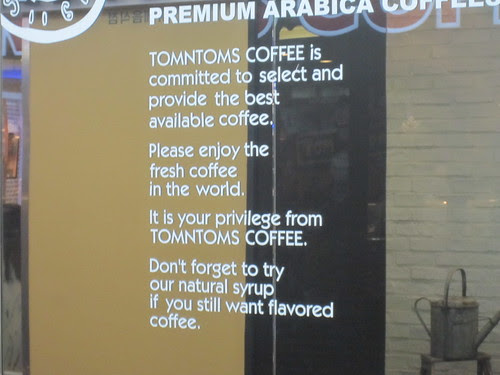 PREMIUM ARABICA COFFEES
TOMNTOMS COFFEE is
committed to select and
provide the best
available coffee.
Please enjoy the
fresh coffee
in the world.
It is your privilege from
TOMNTOMS COFFEE.
Don't forget to try
our natural syrup
if you still want flavored
coffee.